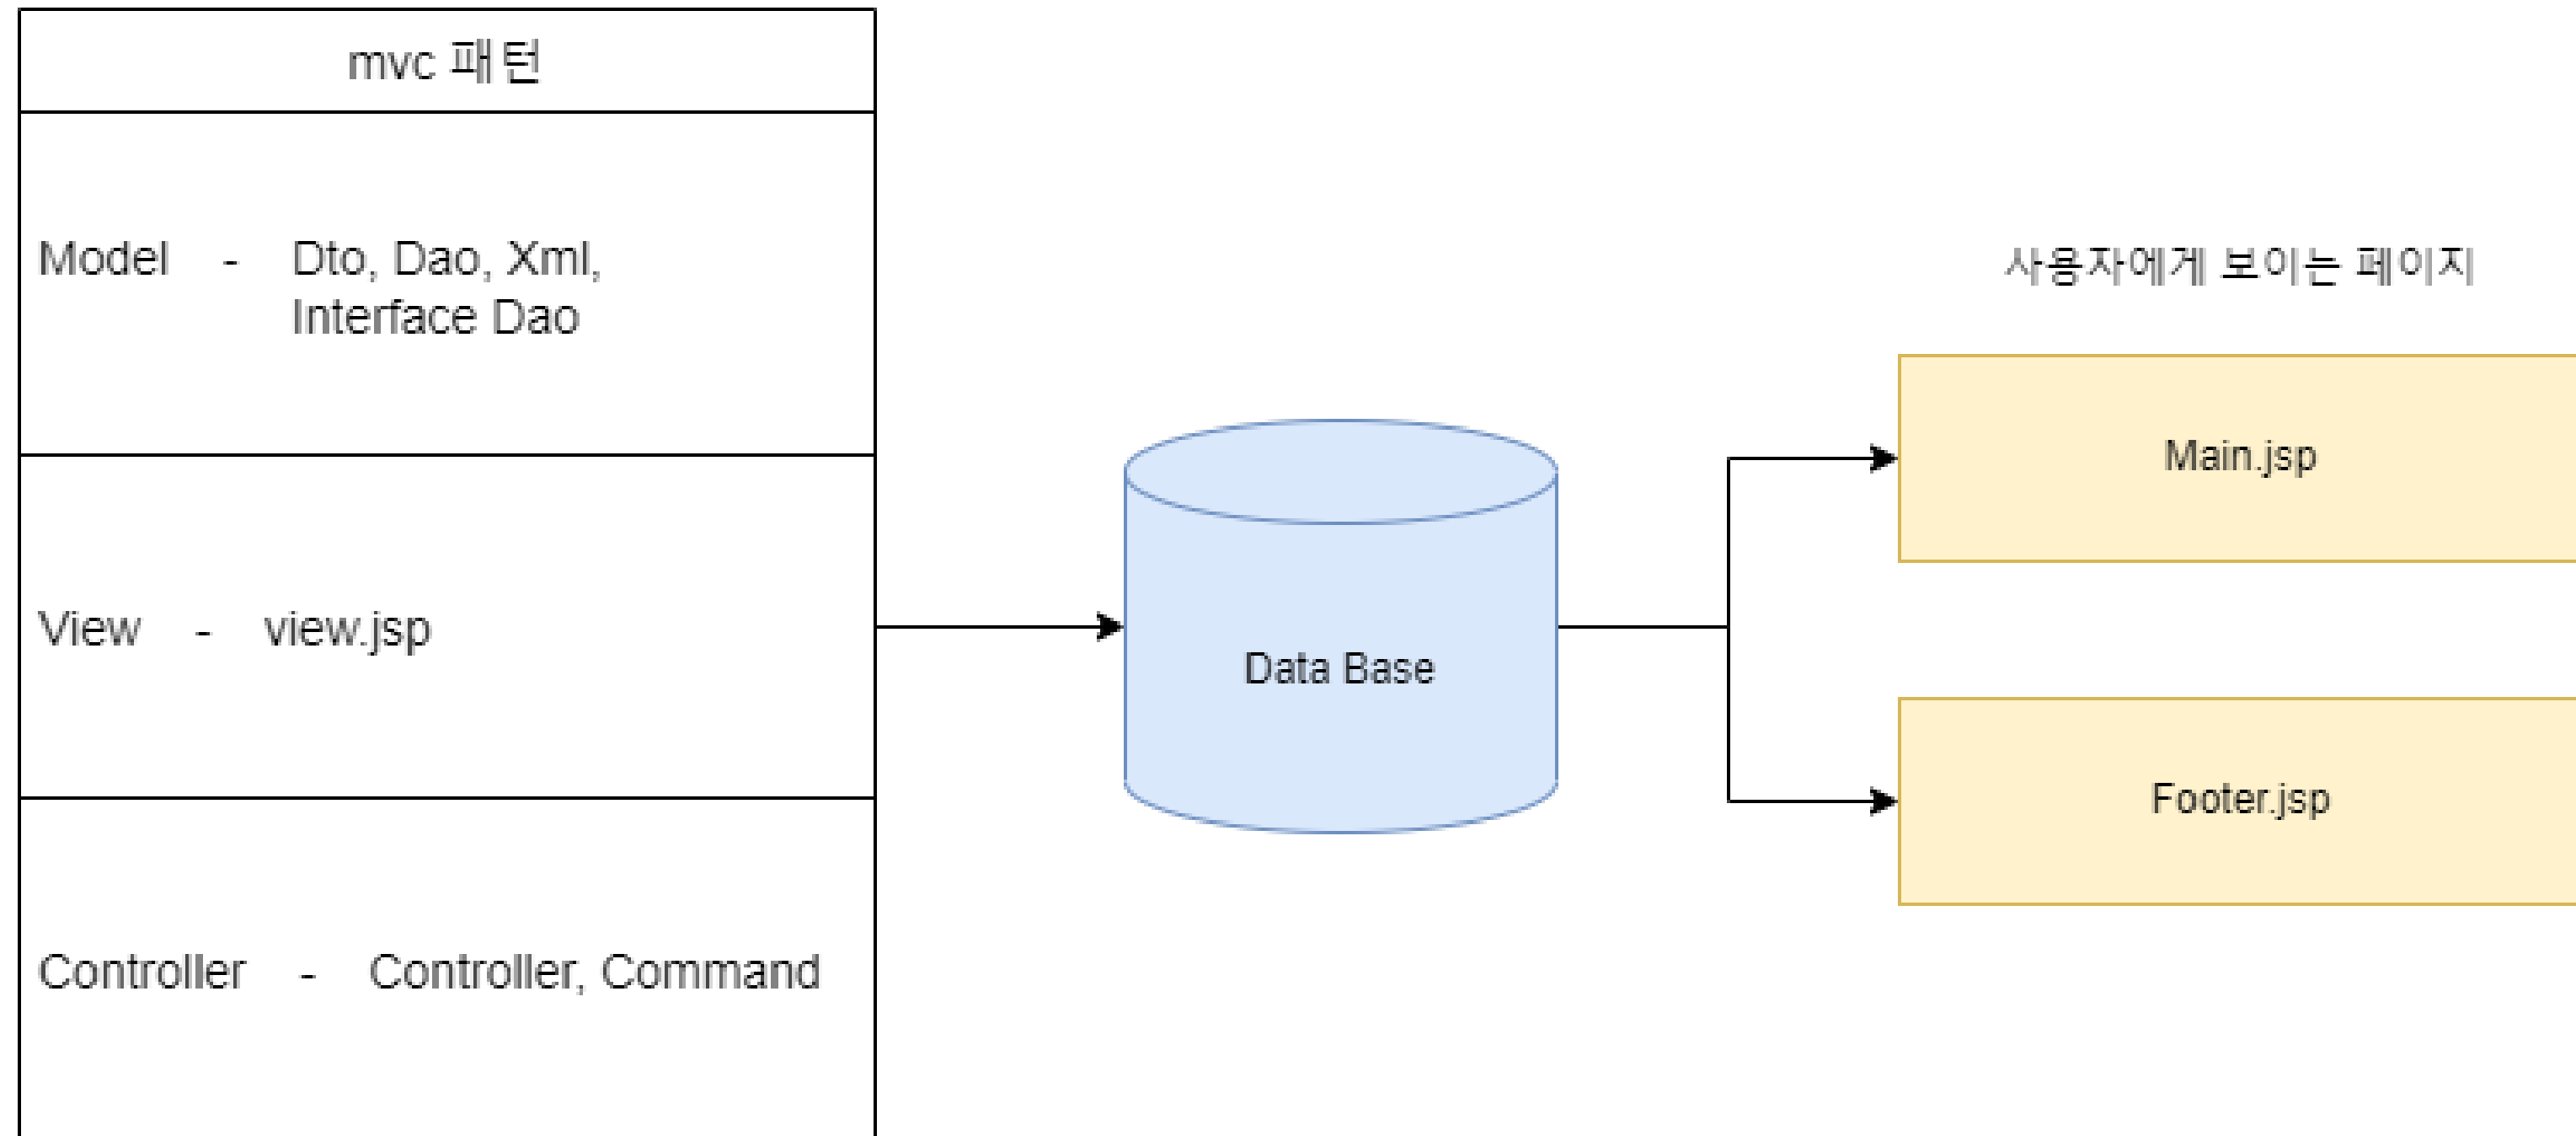 mvc 패턴
Model - Dto, Dao, Xml,
Interface Dao
View - view.jsp
Controller - Controller, Command
Data Base
사용자에게 보이는 페이지
Main.jsp
Footer.jsp